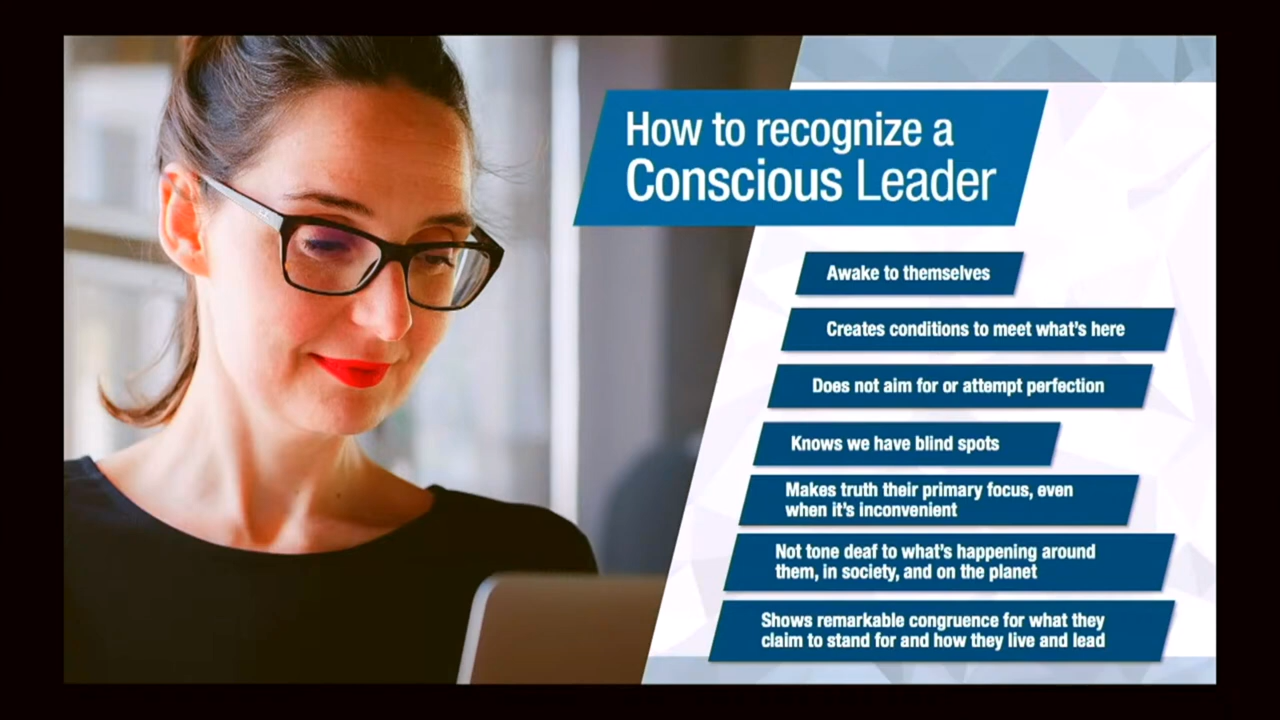 How to recognize a
Conscious Leader
Awake to themselves
Creates conditions to meet what's here
Does not aim for or attempt perfection
Knows we have blind spots
Makes truth their primary focus, even
when it's inconvenient
Not tone deaf to what's happening around
them, in society, and on the planet
Shows remarkable congruence for what they
claim to stand for and how they live and lead